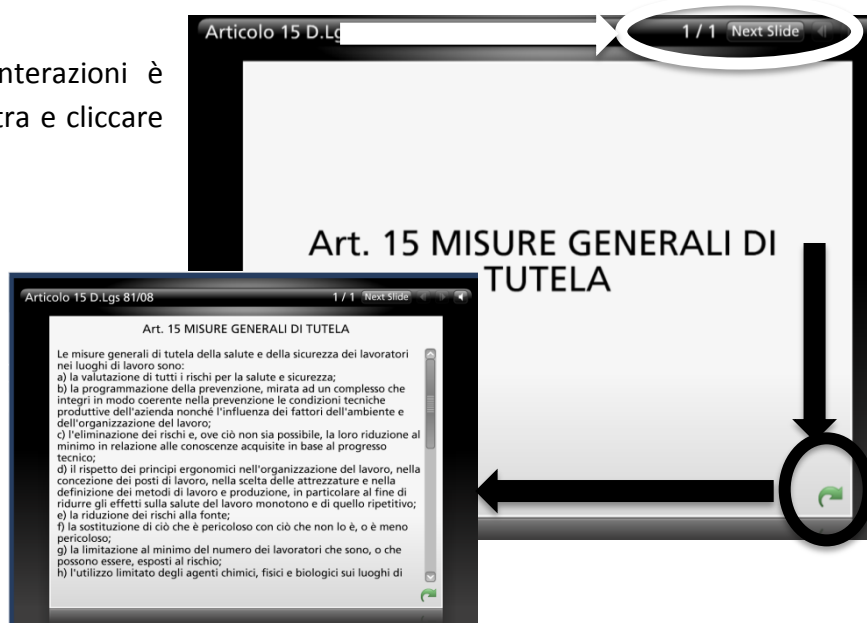 Articolo 15 D.Lg
1 / 1 Next Slide
nterazioni è
tra e cliccare
Art. 15 MISURE GENERALI DI
TUTELA
Articolo 15 D.Lgs 81/08
1 / 1 Next Slide
Art. 15 MISURE GENERALI DI TUTELA
Le misure generali di tutela della salute e della sicurezza dei lavoratori
nei luoghi di lavoro sono:
a) la valutazione di tutti i rischi per la salute e sicurezza;
b) la programmazione della prevenzione, mirata ad un complesso che
integri in modo coerente nella prevenzione le condizioni tecniche
produttive dell'azienda nonché l'influenza dei fattori dell'ambiente e
dell'organizzazione del lavoro;
c) l'eliminazione dei rischi e, ove ciò non sia possibile, la loro riduzione al
minimo in relazione alle conoscenze acquisite in base al progresso
tecnico;
d) il rispetto dei principi ergonomici nell'organizzazione del lavoro, nella
concezione dei posti di lavoro, nella scelta delle attrezzature e nella
definizione dei metodi di lavoro e produzione, in particolare al fine di
ridurre gli effetti sulla salute del lavoro monotono e di quello ripetitivo;
e) la riduzione dei rischi alla fonte;
f) la sostituzione di ciò che è pericoloso con ciò che non lo è, o è meno
pericoloso;
g) la limitazione al minimo del numero dei lavoratori che sono, o che
possono essere, esposti al rischio;
h) l'utilizzo limitato degli agenti chimici, fisici e biologici sui luoghi di